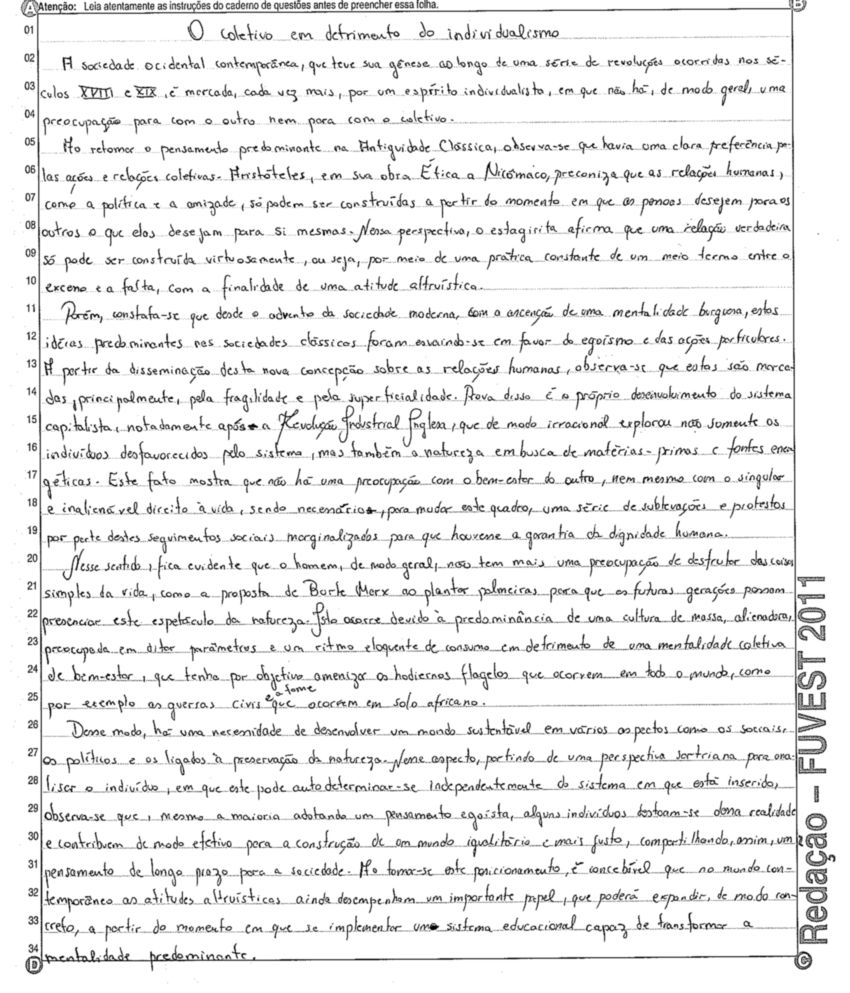 Atenção: Leia atentamente as instruções do caderno de questões antes de preencher essa folha.
01 O coletivo em detrimento do individualismo
02 A sociedade ocidental contemporânea, que teve sua gênese ao longo de uma série de revoluções ocorridas nos sé-
03 culos XVIII e XIX, é marcada, cada vez mais, por um espírito individualista, em que não há, de modo geral, uma
04 preocupação para com o outro nem para com o coletivo.
05 Ao retomar o pensamento predominante na Antiguidade Clássica, observa-se que havia uma clara preferência pe-
06 las ações e relações coletivas. Aristóteles, em sua obra Ética a Nicômaco, preconiza que as relações humanas,
07 como a política e a amizade, só podem ser construídas a partir do momento em que as pessoas desejem para os
08 outros o que elas desejam para si mesmas. Nessa perspectiva, o estagirita afirma que uma relação verdadeira
09 só pode ser construída virtuosamente, ou seja, por meio de uma prática constante de um meio termo entre o
10 excesso e a falta, com a finalidade de uma atitude altruística.
11 Porém, constata-se que desde o advento da sociedade moderna, com a ascenção de uma mentalidade burguesa, estas
12 idéias predominantes nas sociedades clássicas foram esvaindo-se em favor do egoísmo e das ações particulares.
13 A partir da disseminação desta nova concepção sobre as relações humanas, observa-se que estas são marca-
14 das, principalmente, pela fragilidade e pela superficialidade. Prova disso é o próprio desenvolvimento do sistema
15 capitalista, notadamente após a Revolução Industrial Inglesa, que de modo irracional explorou não somente os
16 indivíduos desfavorecidos pelo sistema, mas também a natureza em busca de matérias-primas e fontes ener
17 géticas. Este fato mostra que não há uma preocupação com o bem-estar do outro, nem mesmo com o singular
18 e inalienável direito à vida, sendo necessário, para mudar este quadro, uma série de sublevações e protestos
19 por parte destes seguimentos sociais marginalizados para que houvesse a garantia da dignidade humana.
20 Nesse sentido, fica evidente que o homem, de modo geral, não tem mais uma preocupação de desfrutar das coisas
21 simples da vida, como a proposta de Burle Marx ao plantar palmeiras para que as futuras gerações possam
22 presenciar este espetáculo da natureza. Isto ocorre devido à predominância de uma cultura de massa, alienadora,
23 preocupada em ditar parâmetros e um ritmo eloquente de consumo em detrimento de uma mentalidade coletiva
24 de bem-estar, que tenha por objetivo amenizar os hodiernos flagelos que ocorrem em todo o mundo, como
25 por exemplo as guerras civis e a fome que ocorrem em solo africano.
26 Desse modo, há uma necessidade de desenvolver um mundo sustentável em vários aspectos como os sociais,
27 os políticos e os ligados à preservação da natureza. Nesse aspecto, partindo de uma perspectiva sartriana para ana
28 lisar o indivíduo, em que este pode autodeterminar-se independentemente do sistema em que está inserido,
29 observa-se que, mesmo a maioria adotando um pensamento egoísta, alguns indivíduos destoam-se dessa realidade
30 e contribuem de modo efetivo para a construção de um mundo igualitário e mais justo, compartilhando, assim, um
31 pensamento de longo prazo para a sociedade. Ao tomar-se este posicionamento, é concebível que no mundo con-
32 temporâneo as atitudes altruísticas ainda desempenham um importante papel, que poderá expandir, de modo con-
33 creto, a partir do momento em que se implementar um sistema educacional capaz de transformar a
34 mentalidade predominante.
© Redação – FUVEST 2011